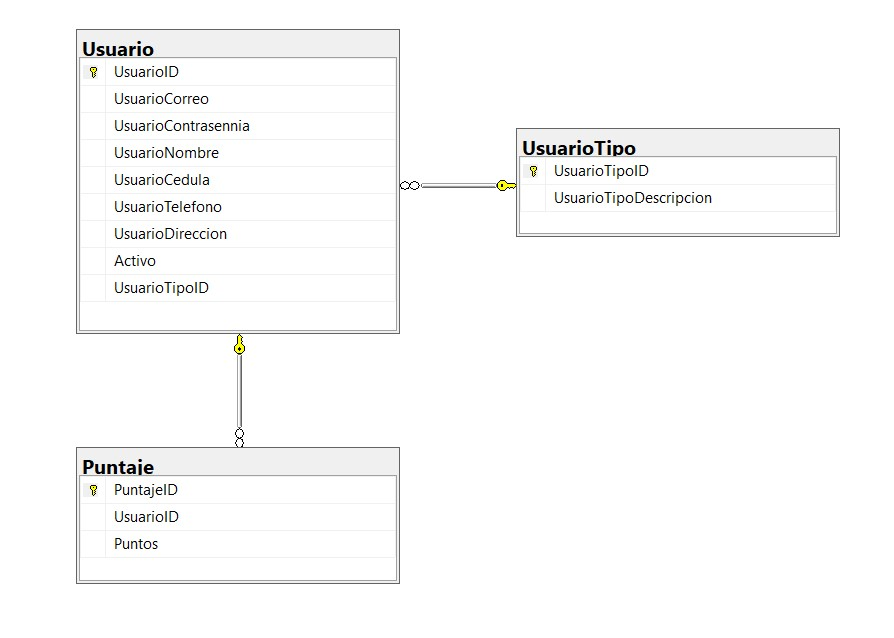 Usuario
UsuarioID
UsuarioCorreo
UsuarioContrasennia
UsuarioNombre
UsuarioCedula
UsuarioTelefono
UsuarioDireccion
Activo
UsuarioTipoID
UsuarioTipo
UsuarioTipoID
UsuarioTipoDescripcion
Puntaje
PuntajeID
UsuarioID
Puntos